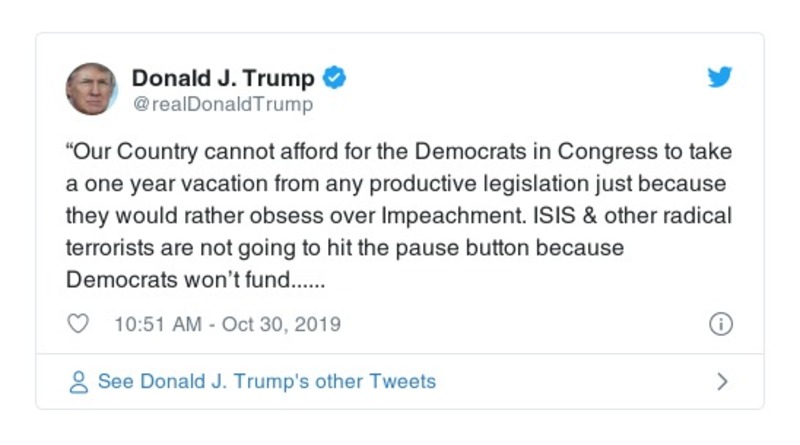 Donald J. Trump
@realDonaldTrump
“Our Country cannot afford for the Democrats in Congress to take
a one year vacation from any productive legislation just because
they would rather obsess over Impeachment. ISIS & other radical
terrorists are not going to hit the pause button because
Democrats won’t fund......
10:51 AM - Oct 30, 2019
See Donald J. Trump's other Tweets